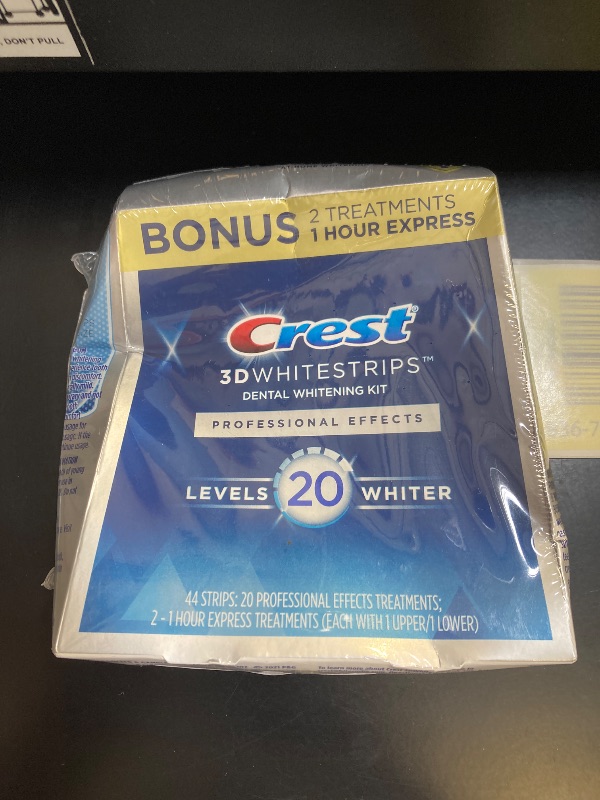 , DON'T PULL
BONUS 2 TREATMENTS
1 HOUR EXPRESS
Crest®
3DWHITESTRIPS™
DENTAL WHITENING KIT
PROFESSIONAL EFFECTS
LEVELS 20 WHITER
44 STRIPS: 20 PROFESSIONAL EFFECTS TREATMENTS;
2 - 1 HOUR EXPRESS TREATMENTS (EACH WITH 1 UPPER/1 LOWER)